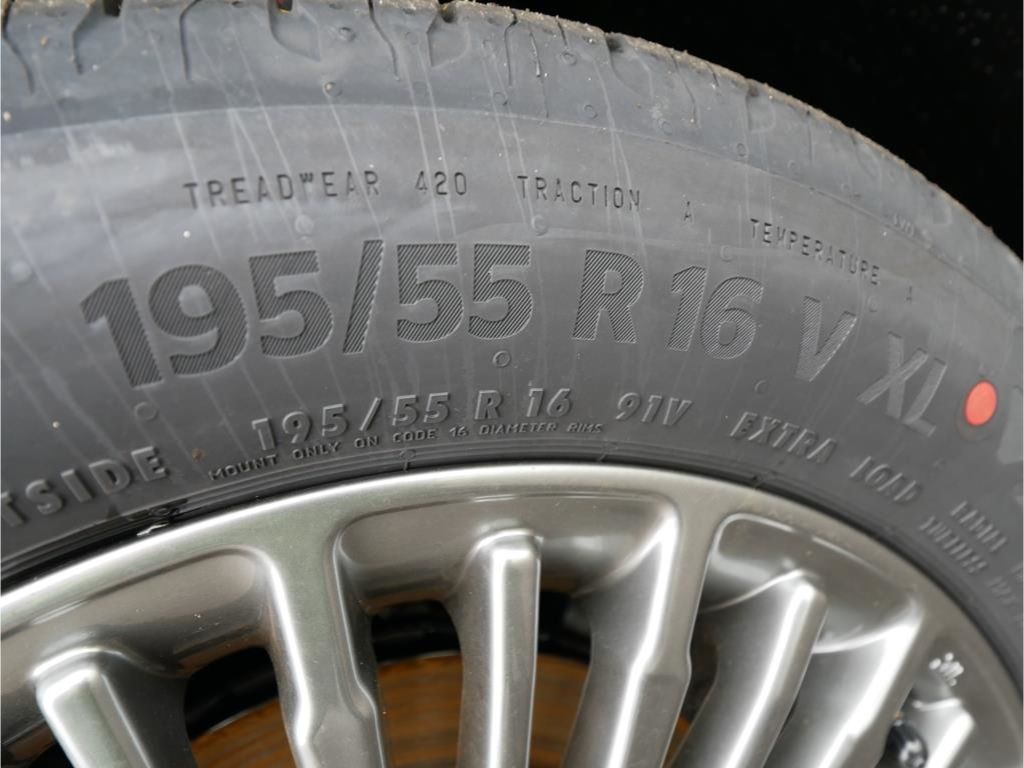 TREADWEAR 420 TRACTION A TEMPERATURE A
195/55 R 16 V XL
195/55 R 16 91V EXTRA LOAD
MOUNT ONLY ON CODE 16 DIAMETER RIMS
TSIDE